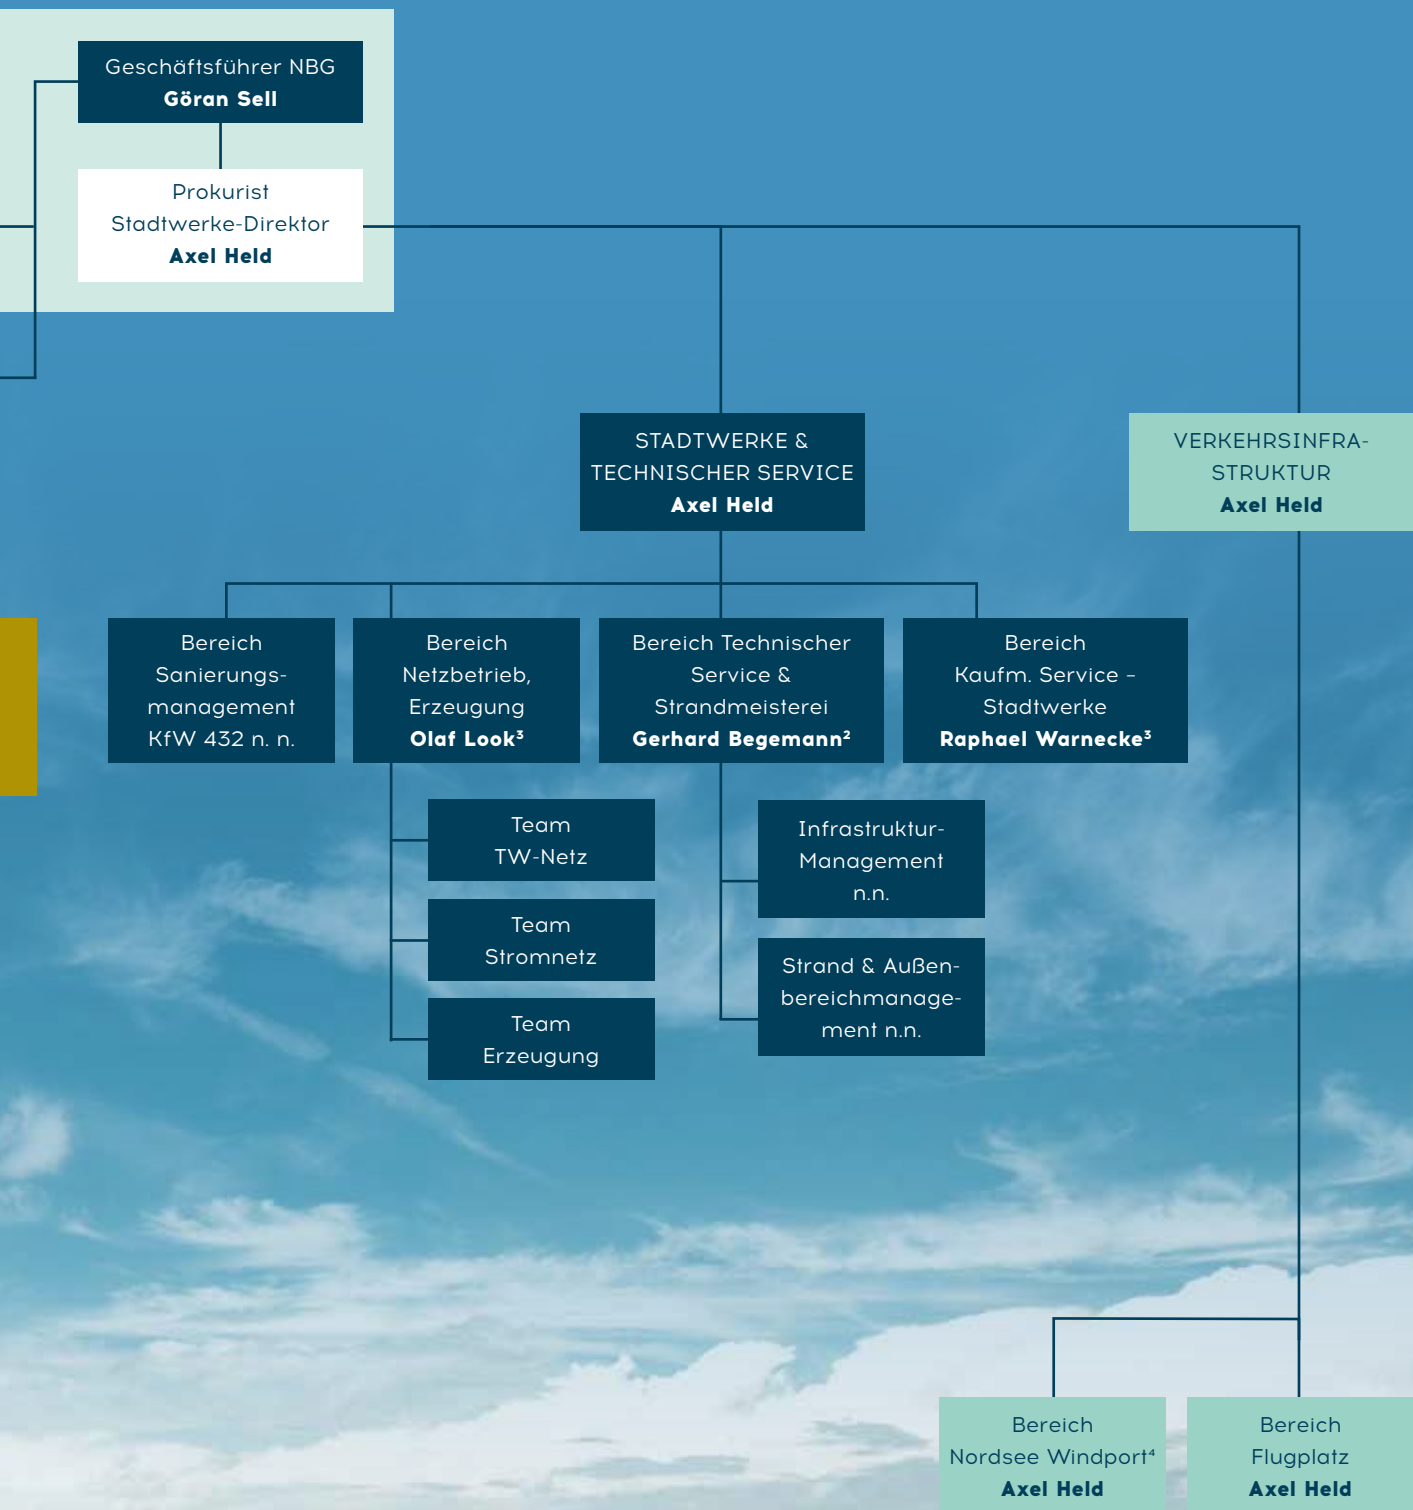 Geschäftsführer NBG
Göran Sell
Prokurist
Stadtwerke-Direktor
Axel Held
STADTWERKE &
TECHNISCHER SERVICE
Axel Held
VERKEHRSINFRA-
STRUKTUR
Axel Held
Bereich
Sanierungs-
management
KfW 432 n. n.
Bereich
Netzbetrieb,
Erzeugung
Olaf Look³
Bereich Technischer
Service &
Strandmeisterei
Gerhard Begemann²
Bereich
Kaufm. Service –
Stadtwerke
Raphael Warnecke³
Team
TW-Netz
Team
Stromnetz
Team
Erzeugung
Infrastruktur-
Management
n.n.
Strand & Außen-
bereichmanage-
ment n.n.
Bereich
Nordsee Windport⁴
Axel Held
Bereich
Flugplatz
Axel Held